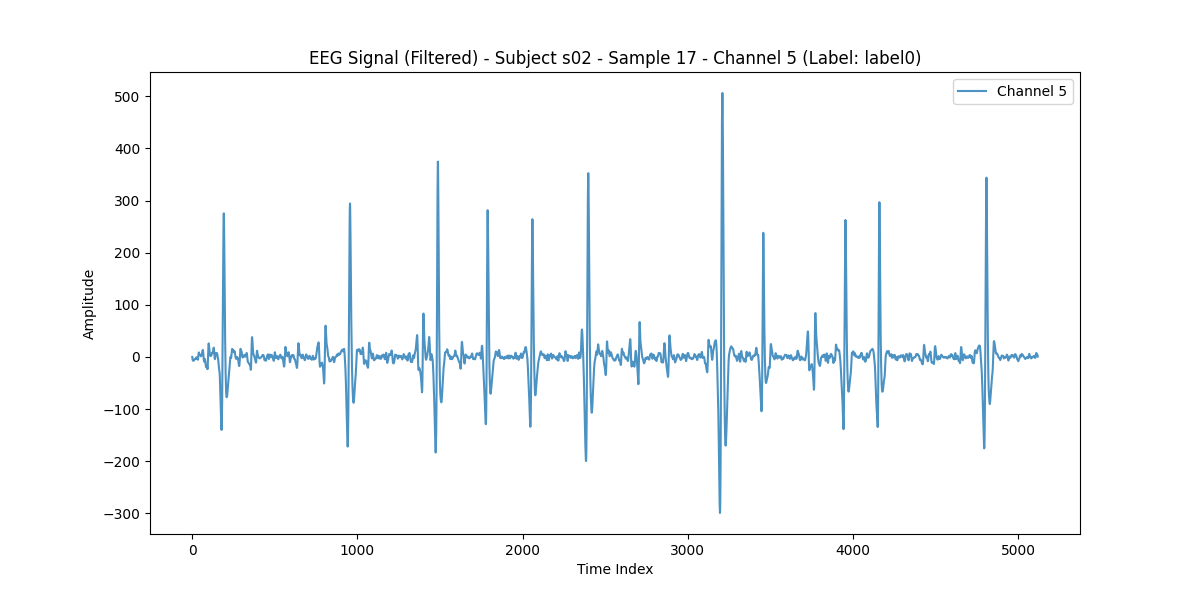 EEG Signal (Filtered) - Subject s02 - Sample 17 - Channel 5 (Label: label0)
Channel 5
500
400
300
200
100
0
−100
−200
−300
Amplitude
0 1000 2000 3000 4000 5000
Time Index